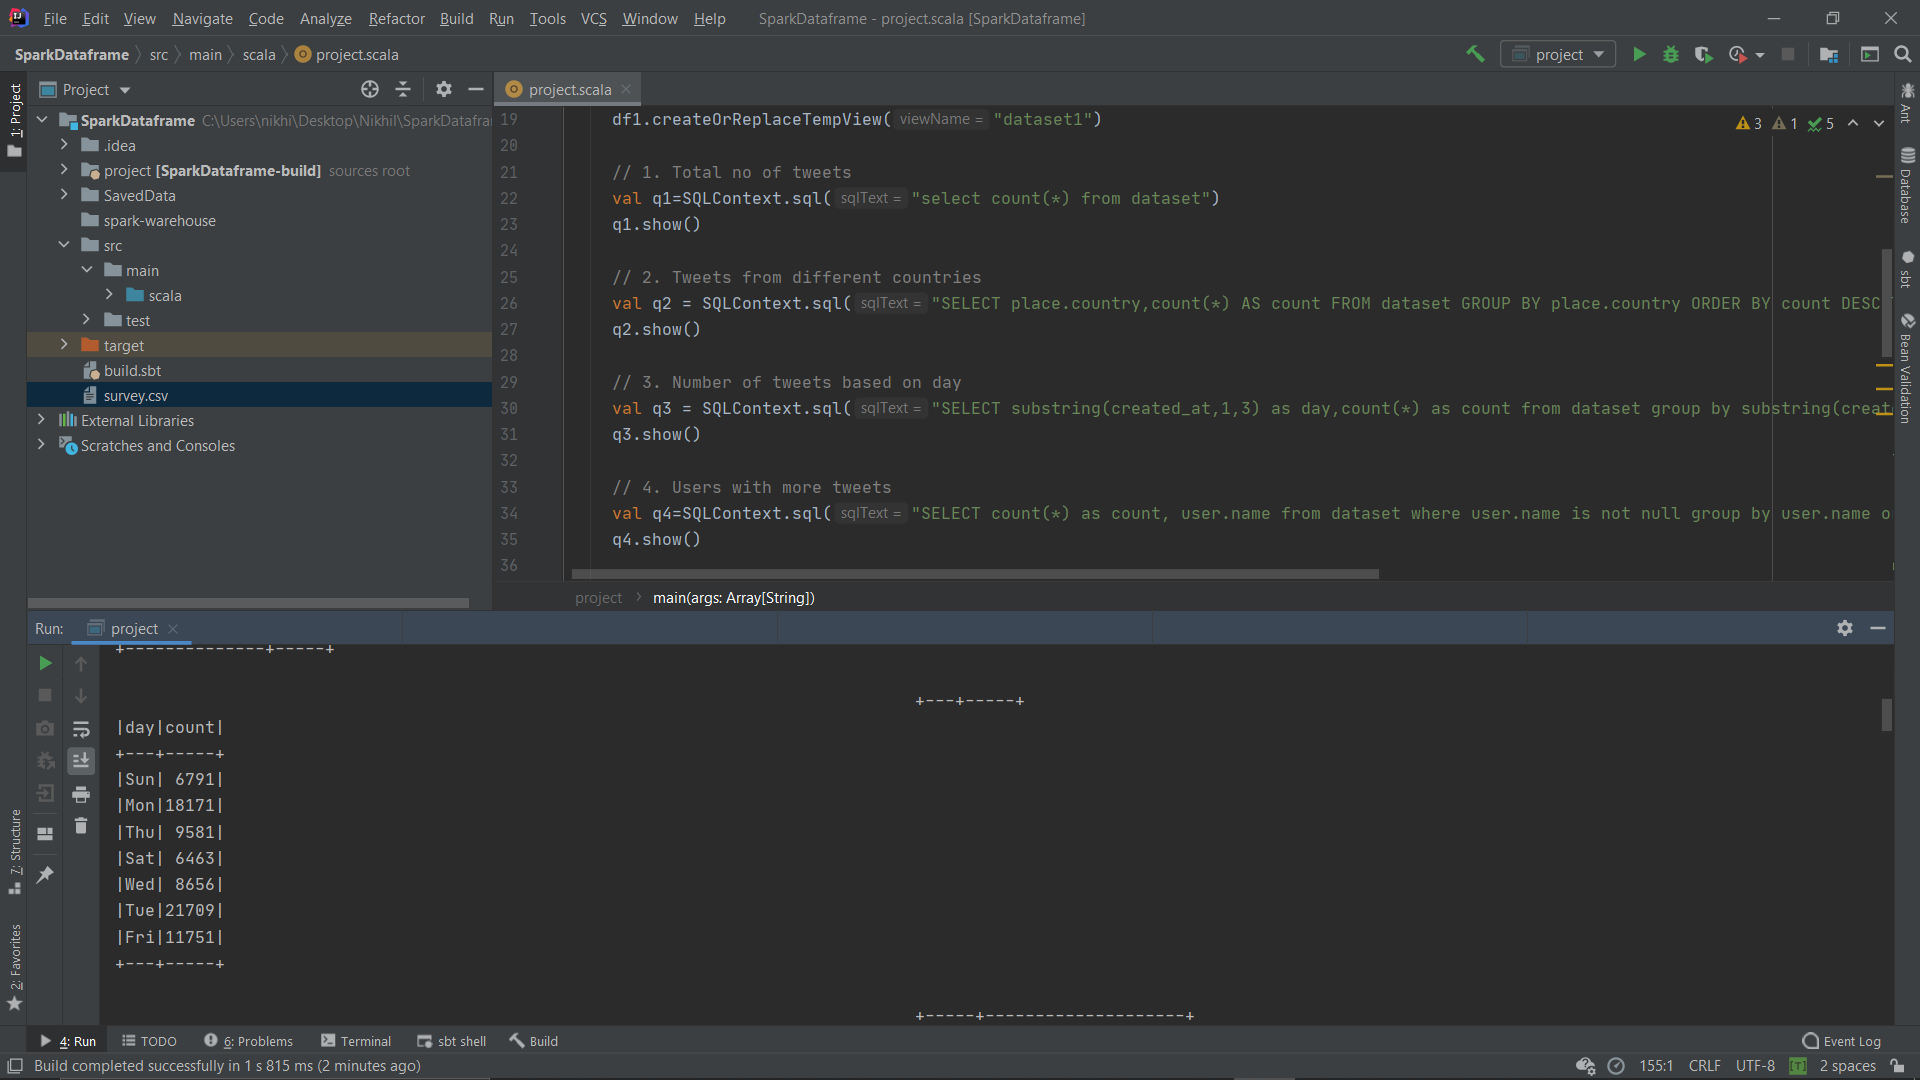 File Edit View Navigate Code Analyze Refactor Build Run Tools VCS Window Help SparkDataframe - project.scala [SparkDataframe]
SparkDataframe src main scala project.scala
project
1: Project
Project
project.scala
SparkDataframe C:\Users\nikhi\Desktop\Nikhil\SparkDatafra
.idea
project [SparkDataframe-build] sources root
SavedData
spark-warehouse
src
main
scala
test
target
build.sbt
survey.csv
External Libraries
Scratches and Consoles
3 1 5
19 df1.createOrReplaceTempView( viewName = "dataset1")
20
21 // 1. Total no of tweets
22 val q1=SQLContext.sql( sqlText = "select count(*) from dataset")
23 q1.show()
24
25 // 2. Tweets from different countries
26 val q2 = SQLContext.sql( sqlText = "SELECT place.country,count(*) AS count FROM dataset GROUP BY place.country ORDER BY count DESC
27 q2.show()
28
29 // 3. Number of tweets based on day
30 val q3 = SQLContext.sql( sqlText = "SELECT substring(created_at,1,3) as day,count(*) as count from dataset group by substring(creat
31 q3.show()
32
33 // 4. Users with more tweets
34 val q4=SQLContext.sql( sqlText = "SELECT count(*) as count, user.name from dataset where user.name is not null group by user.name o
35 q4.show()
36
project main(args: Array[String])
Ant
Database
sbt
Bean Validation
Run: project
+--------------+-----+
+---+-----+
|day|count|
+---+-----+
|Sun| 6791|
|Mon|18171|
|Thu| 9581|
|Sat| 6463|
|Wed| 8656|
|Tue|21709|
|Fri|11751|
+---+-----+
+-----+--------------------+
7: Structure
2: Favorites
4: Run TODO 6: Problems Terminal sbt shell Build Event Log
Build completed successfully in 1 s 815 ms (2 minutes ago) 155:1 CRLF UTF-8 2 spaces